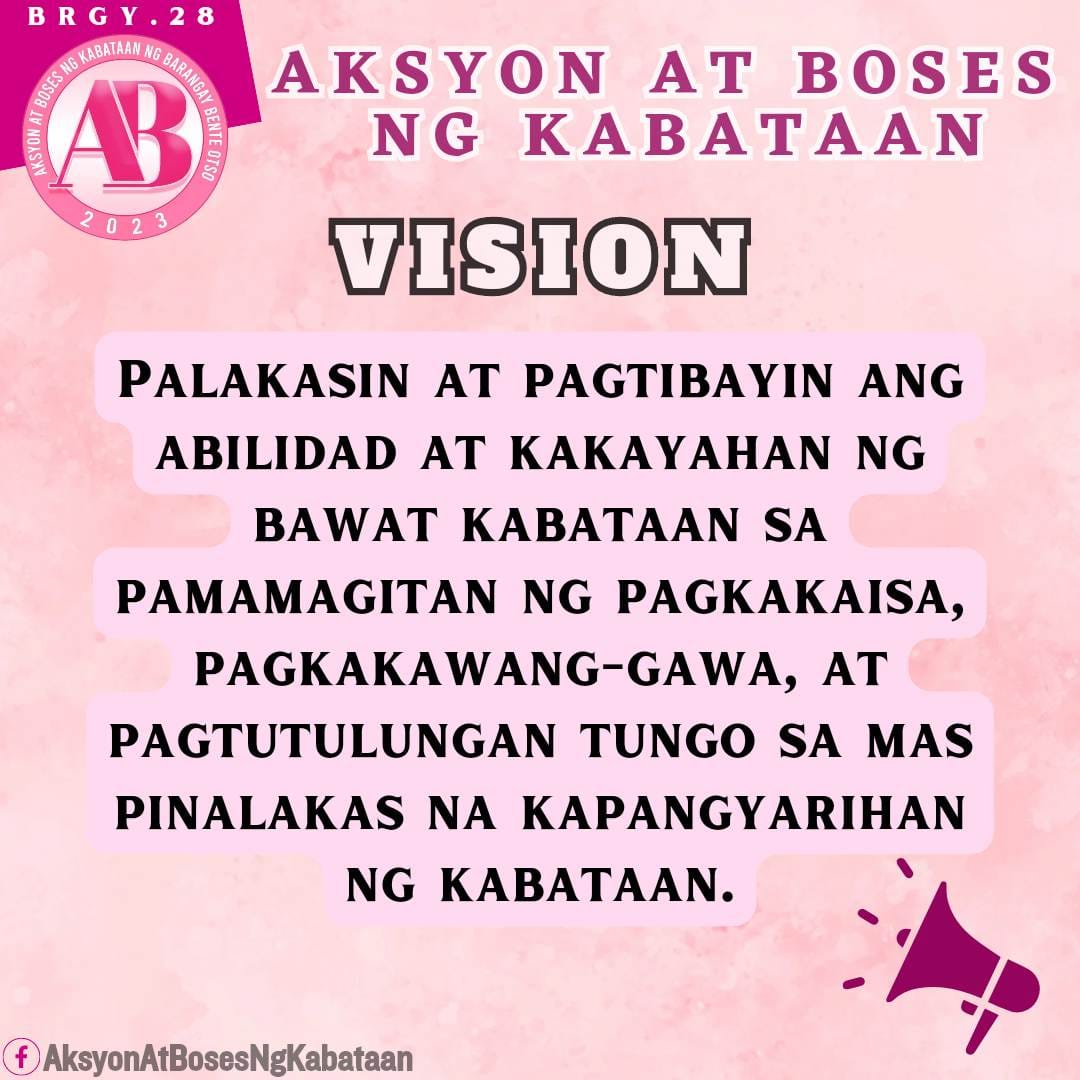 BRGY.28
AKSYON AT BOSES NG KABATAAN NG BARANGAY BENTE OTSO
AB
2023
AKSYON AT BOSES
NG KABATAAN
VISION
PALAKASIN AT PAGTIBAYIN ANG
ABILIDAD AT KAKAYAHAN NG
BAWAT KABATAAN SA
PAMAMAGITAN NG PAGKAKAISA,
PAGKAKAWANG-GAWA, AT
PAGTUTULUNGAN TUNGO SA MAS
PINALAKAS NA KAPANGYARIHAN
NG KABATAAN.
f AksyonAtBosesNgKabataan